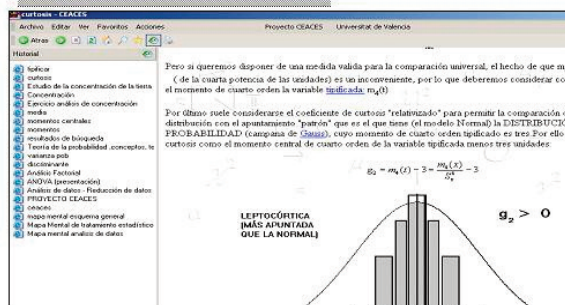 curtosis - CEACES
Archivo Editar Ver Favoritos Acciones
Proyecto CEACES Universitat de Valencia
Atras
Historial
tipificar
curtosis
Estudio de la concentración de la tinta
Concentración
Ejercicio análisis de concentración
media
momentos centrales
momentos
resultados de búsqueda
Teoría de la probabilidad .conceptos, te
varianza pob
discriminante
Análisis Factorial
ANOVA (presentación)
Análisis de datos - Reducción de datos
PROYECTO CEACES
ceaces
mapa mental esquema general
Mapa Mental de tratamiento estadístico
Mapa mental analisis de datos
Pero si queremos disponer de una medida valida para la comparación universal, el hecho de que m
( de la cuarta potencia de las unidades) es un inconveniente, por lo que deberemos considerar co
el momento de cuarto orden la variable tipificada: m4(t)
Por último suele considerarse el coeficiente de curtosis "relativizado" para permitir la comparación
distribución con el apuntamiento "patrón" que es el que tiene (el modelo Normal) la DISTRIBUCIÓ
PROBABILIDAD (campana de Gauss), cuyo momento de cuarto orden tipificado es tres.Por ello
curtosis como el momento central de cuarto orden de la variable tipificada menos tres unidades:
g₂ = m₄(t) − 3 = m₄(x)/S⁴ₓ − 3
LEPTOCÚRTICA
(MÁS APUNTADA
QUE LA NORMAL)
g₂ > 0